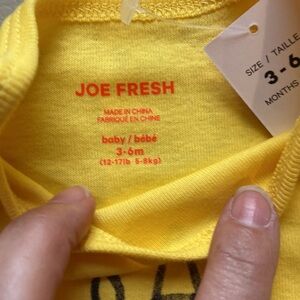 JOE FRESH
MADE IN CHINA
FABRIQUÉ EN CHINE
baby / bébé
3-6m
(12-17lb 5-8kg)
SIZE / TAILLE
3-6
MONTHS